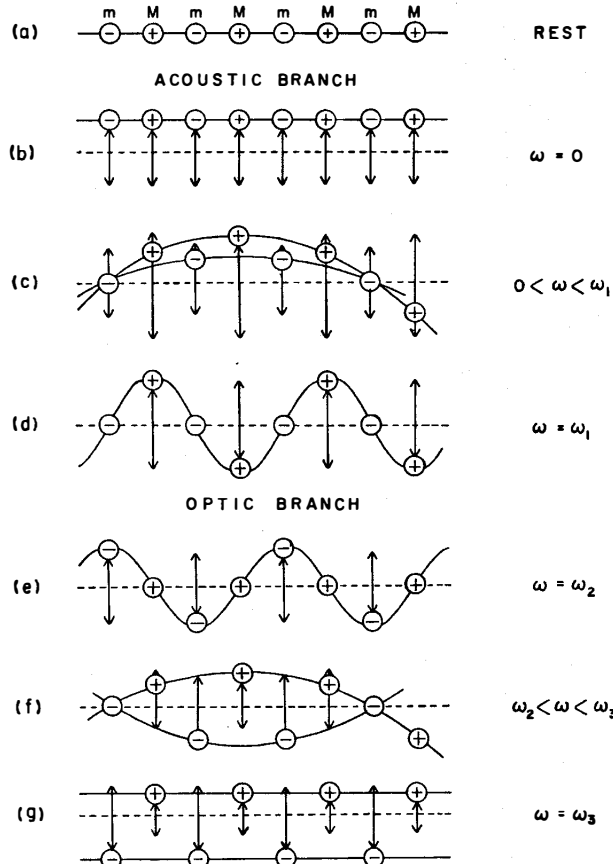 m M m M m M m M
(a) - + - + - + - + REST
ACOUSTIC BRANCH
(b) - + - + - + - + ω = 0
(c) - + - + - + - + 0 < ω < ω₁
(d) - + - + - + - + ω = ω₁
OPTIC BRANCH
(e) - + - + - + - + ω = ω₂
(f) - + - + - + - + ω₂ < ω < ω₃
(g) + + + + ω = ω₃
- - - -